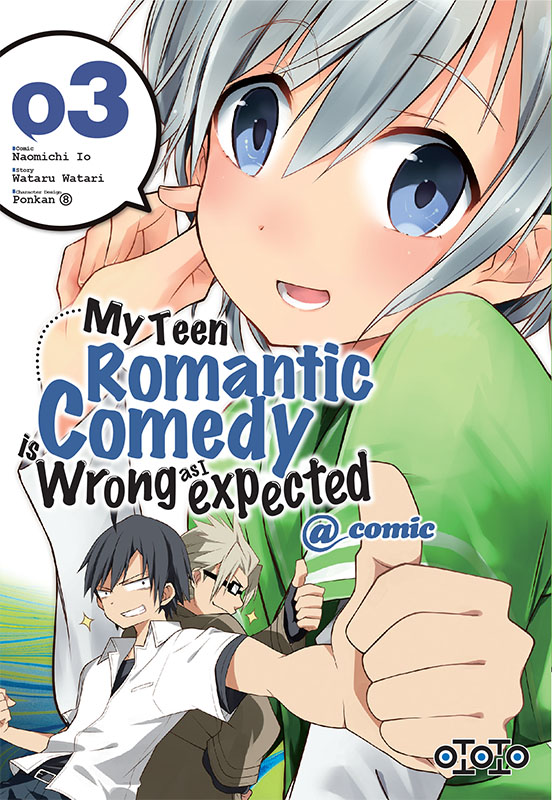 03
Comic
Naomichi Io
Story
Wataru Watari
Character Design
Ponkan ⑧
My Teen
Romantic
Comedy
is Wrong as I expected
@ comic
OTOTO